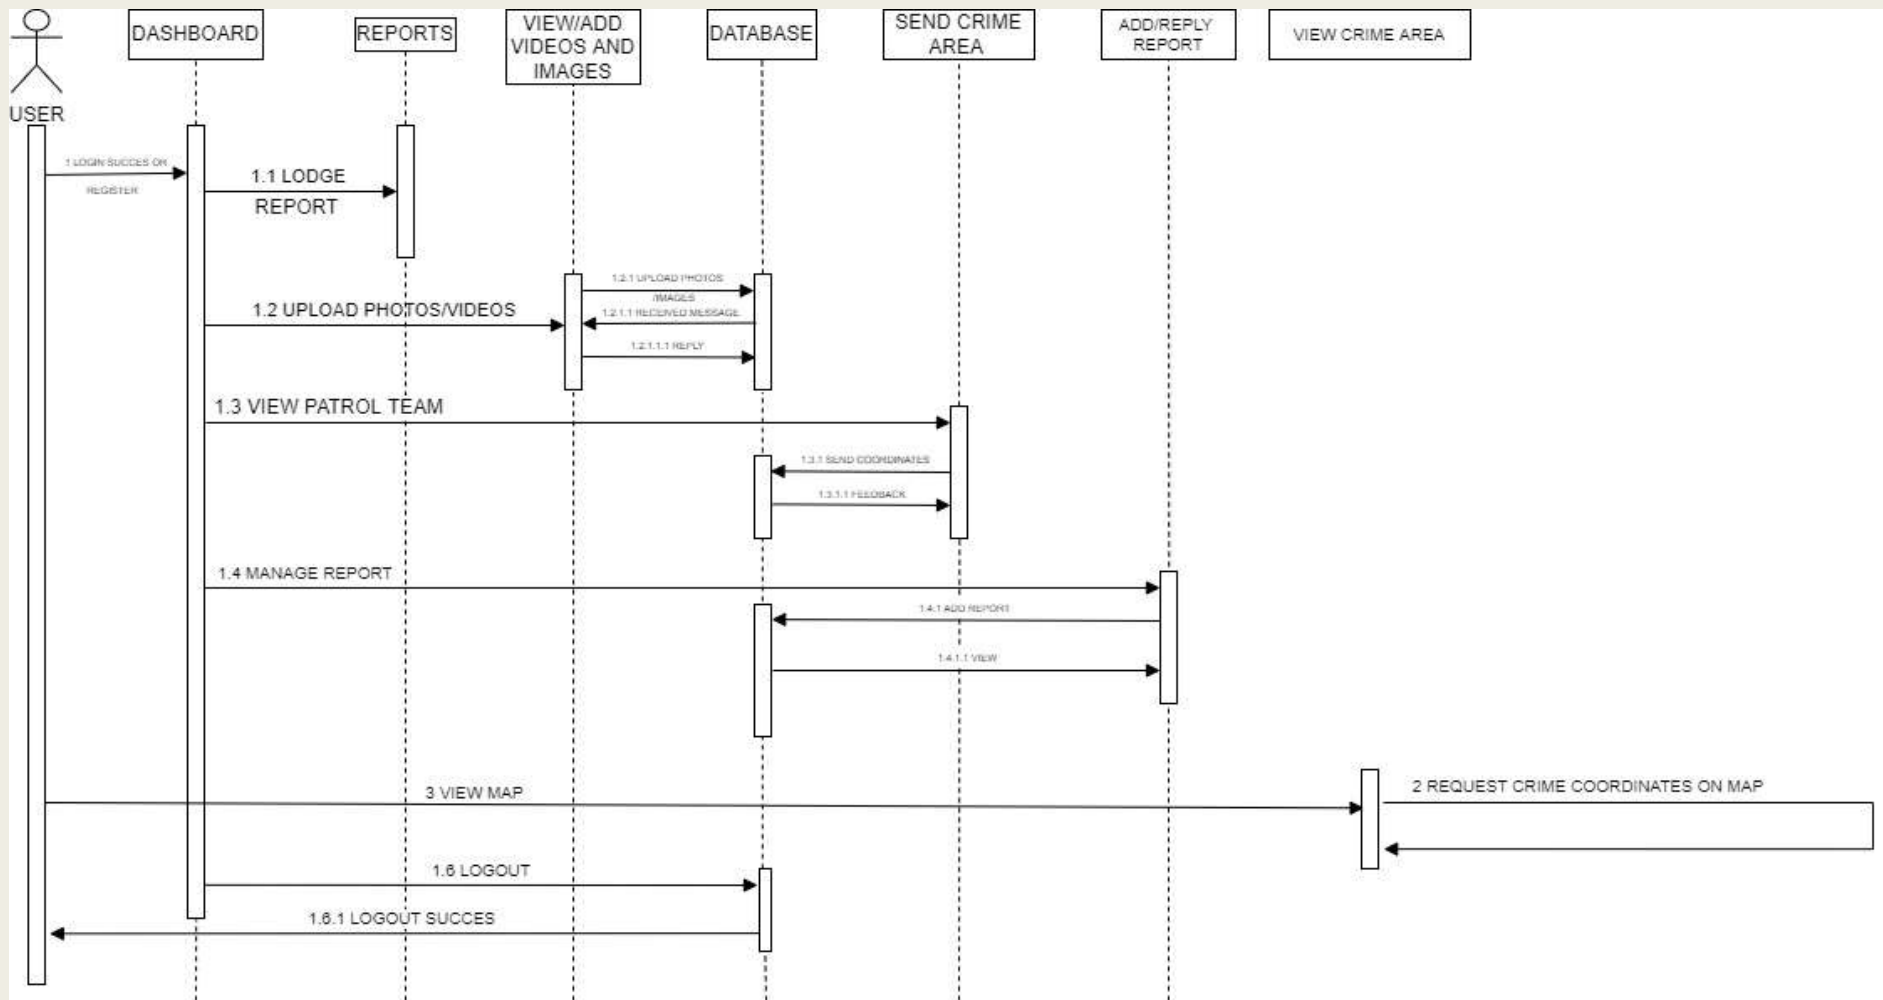 DASHBOARD
REPORTS
VIEW/ADD
VIDEOS AND
IMAGES
DATABASE
SEND CRIME
AREA
ADD/REPLY
REPORT
VIEW CRIME AREA
USER
1 LOGIN SUCCES OR
REGISTER
1.1 LODGE
REPORT
1.2.1 UPLOAD PHOTOS
/IMAGES
1.2 UPLOAD PHOTOS/VIDEOS
1.2.1.1 RECEIVED MESSAGE
1.2.1.1.1 REPLY
1.3 VIEW PATROL TEAM
1.3.1 SEND COORDINATES
1.3.1.1 FEEDBACK
1.4 MANAGE REPORT
1.4.1 ADD REPORT
1.4.1.1 VIEW
3 VIEW MAP
2 REQUEST CRIME COORDINATES ON MAP
1.6 LOGOUT
1.6.1 LOGOUT SUCCES